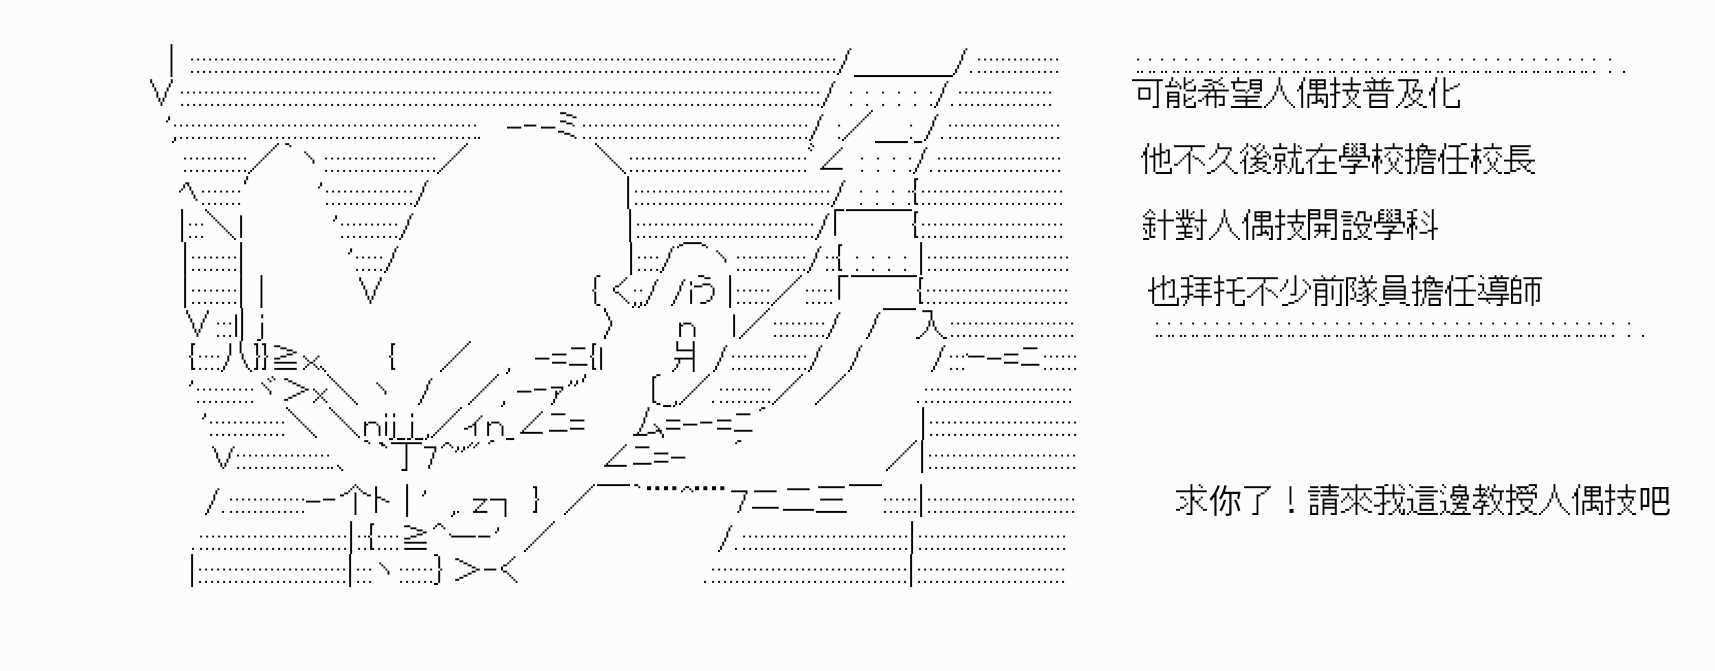 可能希望人偶技普及化
他不久後就在學校擔任校長
針對人偶技開設學科
也拜托不少前隊員擔任導師
求你了！請來我這邊教授人偶技吧